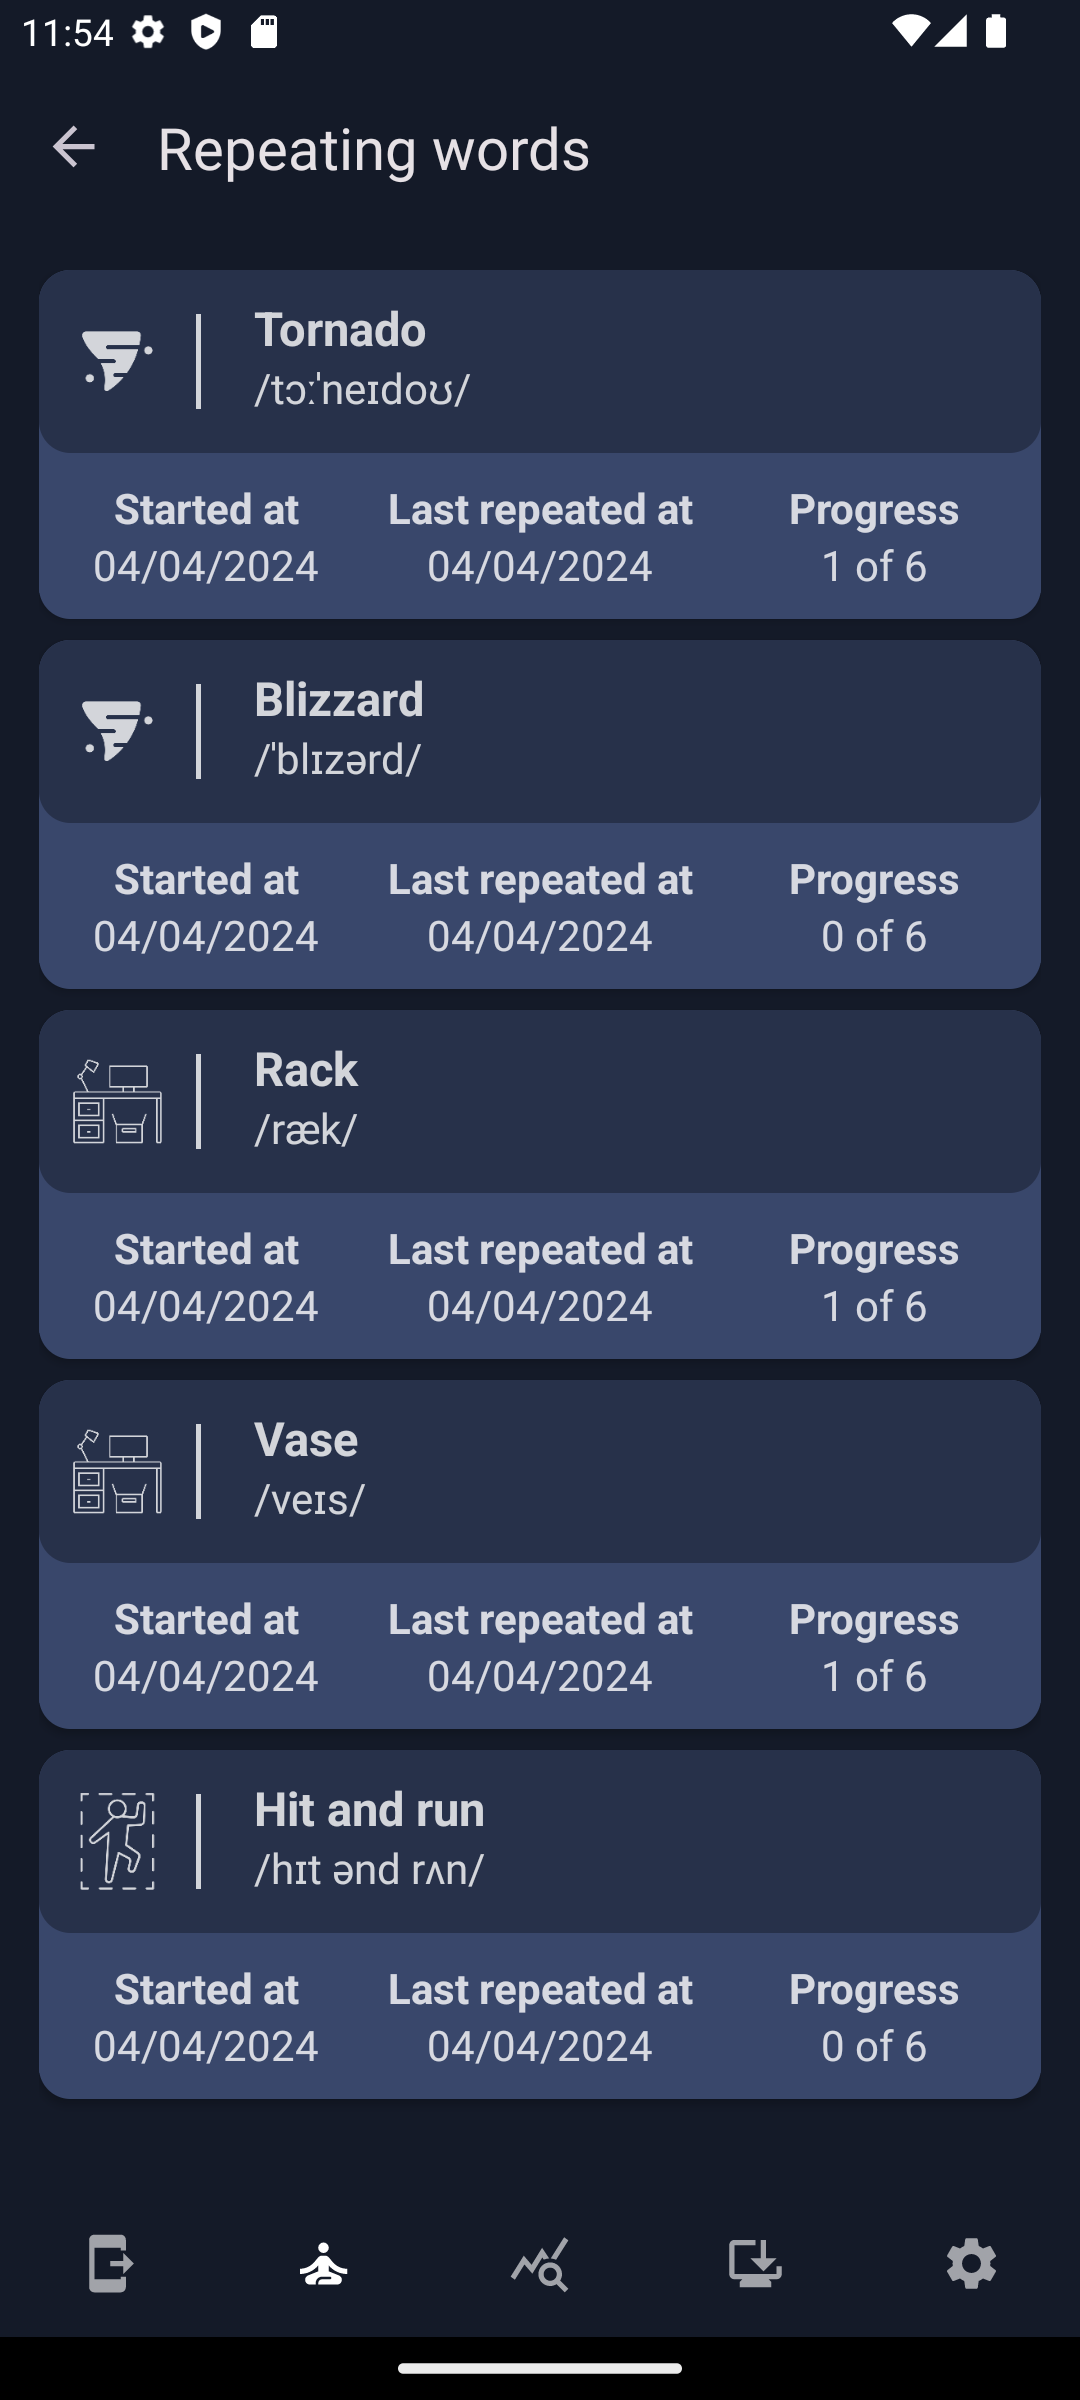 11:54
Repeating words
Tornado
/tɔːˈneɪdoʊ/
Started at Last repeated at Progress
04/04/2024 04/04/2024 1 of 6
Blizzard
/ˈblɪzərd/
Started at Last repeated at Progress
04/04/2024 04/04/2024 0 of 6
Rack
/ræk/
Started at Last repeated at Progress
04/04/2024 04/04/2024 1 of 6
Vase
/veɪs/
Started at Last repeated at Progress
04/04/2024 04/04/2024 1 of 6
Hit and run
/hɪt ənd rʌn/
Started at Last repeated at Progress
04/04/2024 04/04/2024 0 of 6